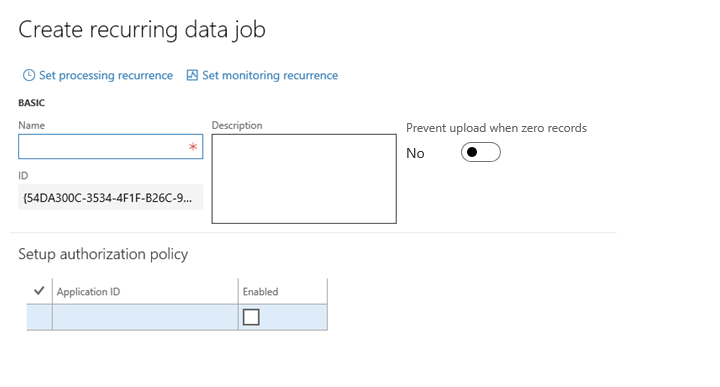 Create recurring data job
Set processing recurrence Set monitoring recurrence
BASIC
Name
*
ID
{54DA300C-3534-4F1F-B26C-9...
Description
Prevent upload when zero records
No
Setup authorization policy
Application ID Enabled